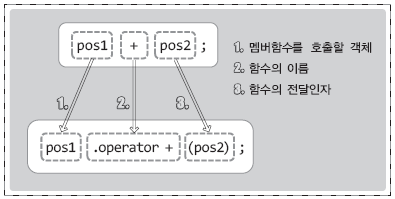 pos1 + pos2 ;
1. 멤버함수를 호출할 객체
2. 함수의 이름
3. 함수의 전달인자
1. 2. 3.
pos1 .operator + (pos2) ;